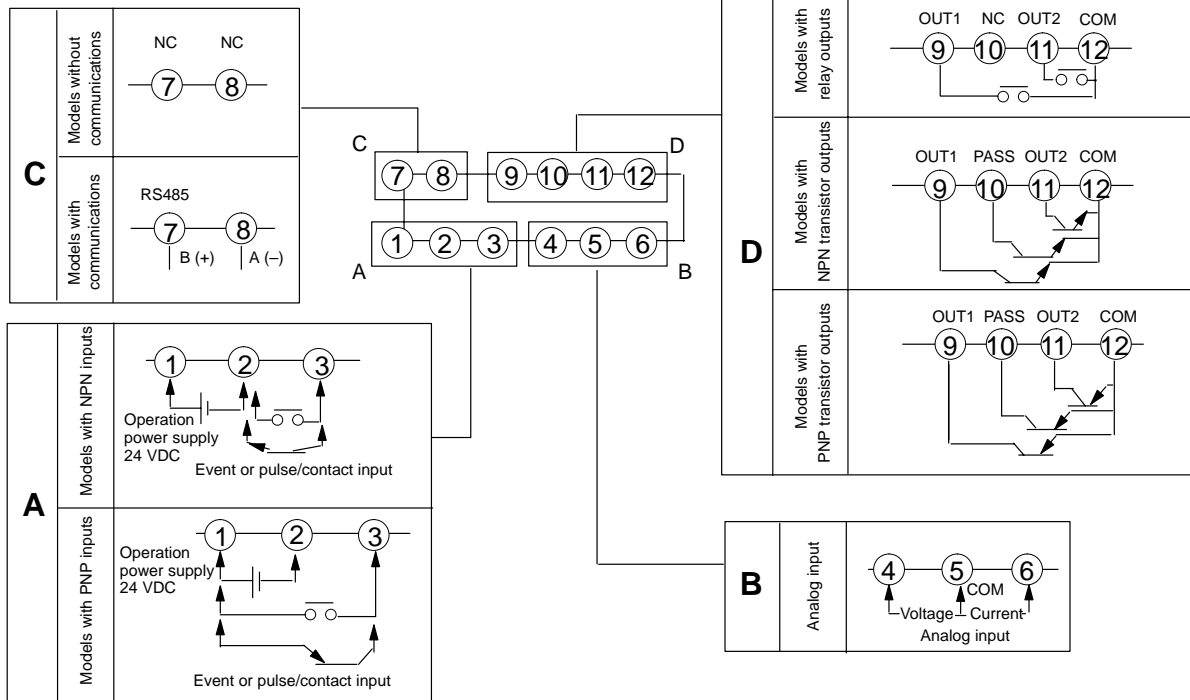 C
Models without communications
NC NC
7 8
Models with communications
RS485
7 8
B (+) A (–)
C D
7 8 9 10 11 12
1 2 3 4 5 6
A B
A
Models with NPN inputs
1 2 3
Operation
power supply
24 VDC
Event or pulse/contact input
Models with PNP inputs
1 2 3
Operation
power supply
24 VDC
Event or pulse/contact input
D
Models with relay outputs
OUT1 NC OUT2 COM
9 10 11 12
Models with NPN transistor outputs
OUT1 PASS OUT2 COM
9 10 11 12
Models with PNP transistor outputs
OUT1 PASS OUT2 COM
9 10 11 12
B
Analog input
4 5 6
COM
Voltage Current
Analog input